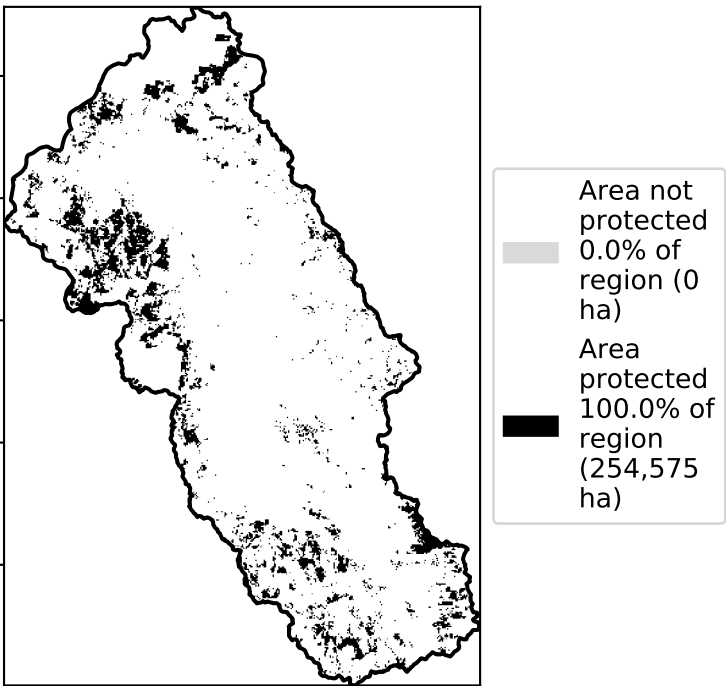 Area not
protected
0.0% of
region (0
ha)
Area
protected
100.0% of
region
(254,575
ha)